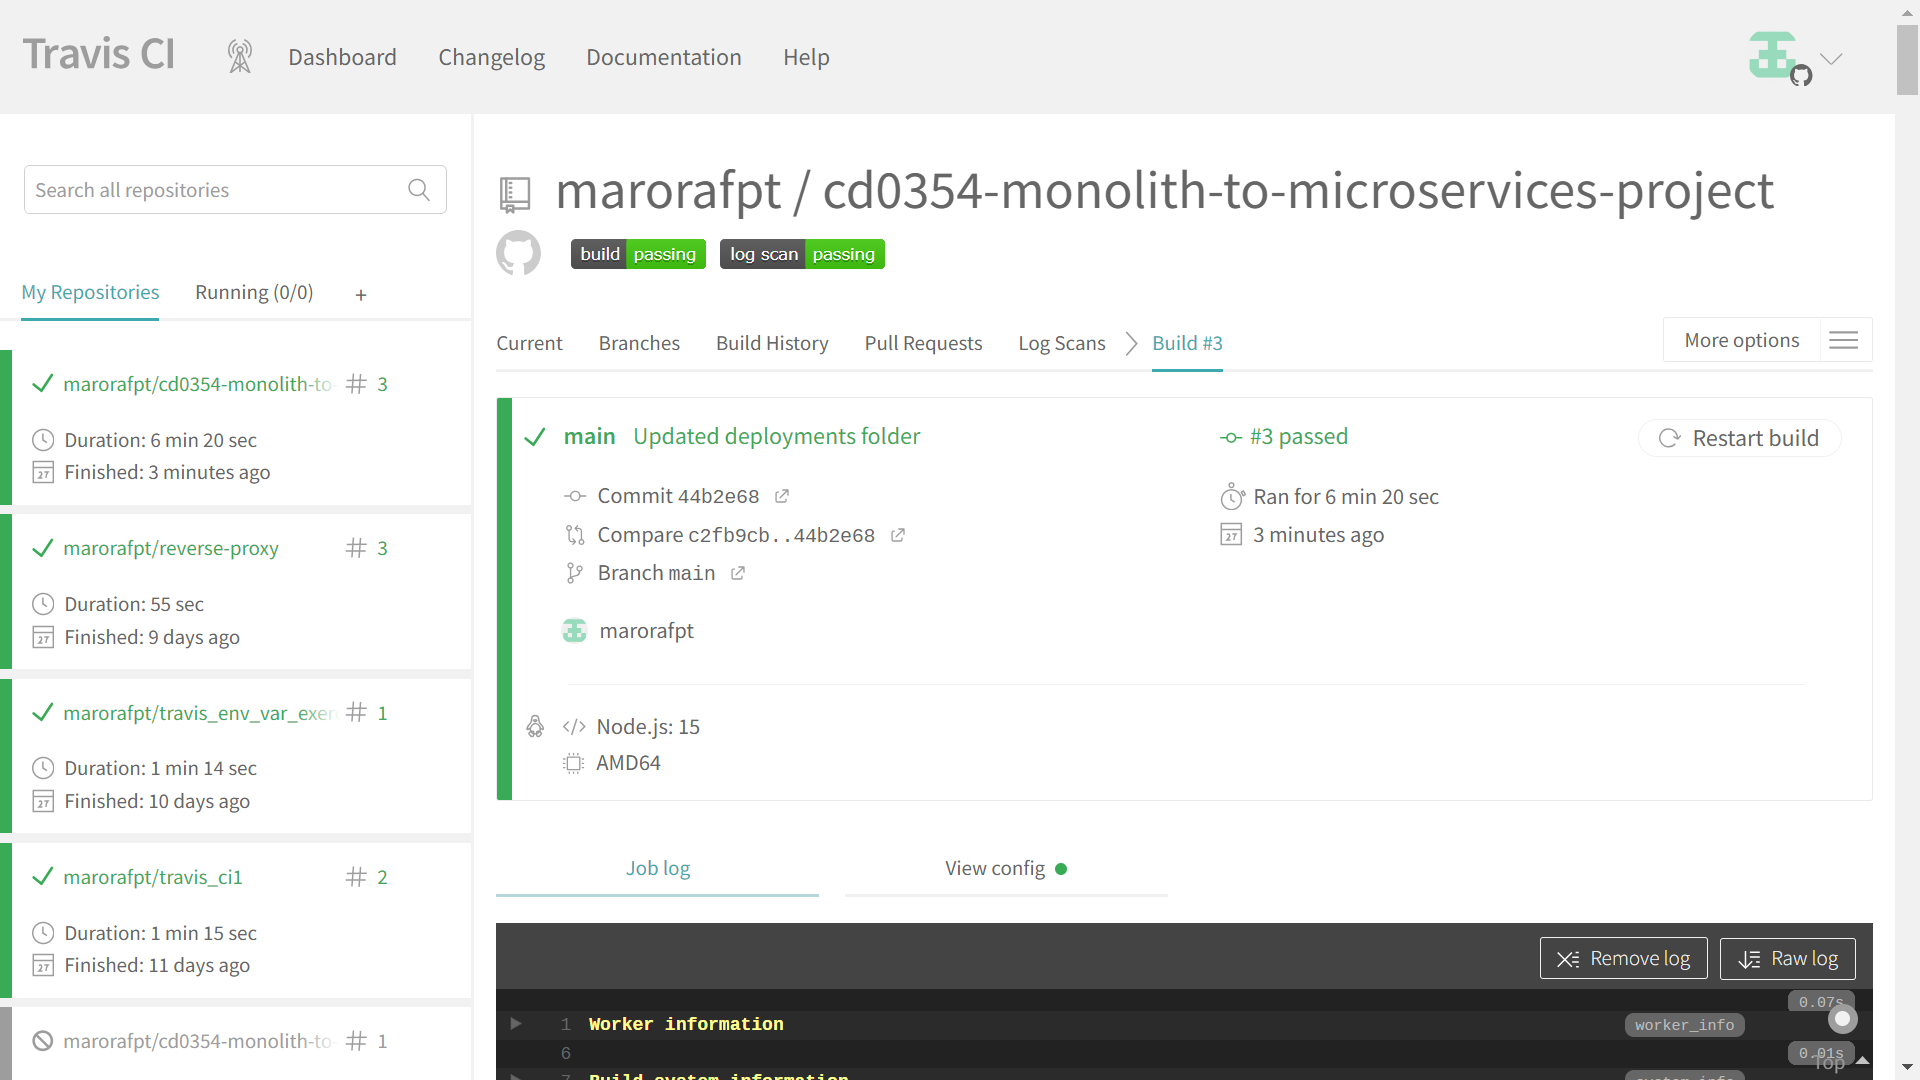 Travis CI
Dashboard
Changelog
Documentation
Help
Search all repositories
My Repositories
Running (0/0)
+
marorafpt/cd0354-monolith-to-
# 3
Duration: 6 min 20 sec
Finished: 3 minutes ago
marorafpt/reverse-proxy
# 3
Duration: 55 sec
Finished: 9 days ago
marorafpt/travis_env_var_exer
# 1
Duration: 1 min 14 sec
Finished: 10 days ago
marorafpt/travis_ci1
# 2
Duration: 1 min 15 sec
Finished: 11 days ago
marorafpt/cd0354-monolith-to-
# 1
marorafpt / cd0354-monolith-to-microservices-project
build passing
log scan passing
Current
Branches
Build History
Pull Requests
Log Scans
Build #3
More options
main Updated deployments folder
Commit 44b2e68
Compare c2fb9cb..44b2e68
Branch main
marorafpt
#3 passed
Ran for 6 min 20 sec
3 minutes ago
Restart build
Node.js: 15
AMD64
Job log
View config
Remove log
Raw log
0.07s
1 Worker information
worker_info
6
0.01s
Top
7 Build system information
system_info